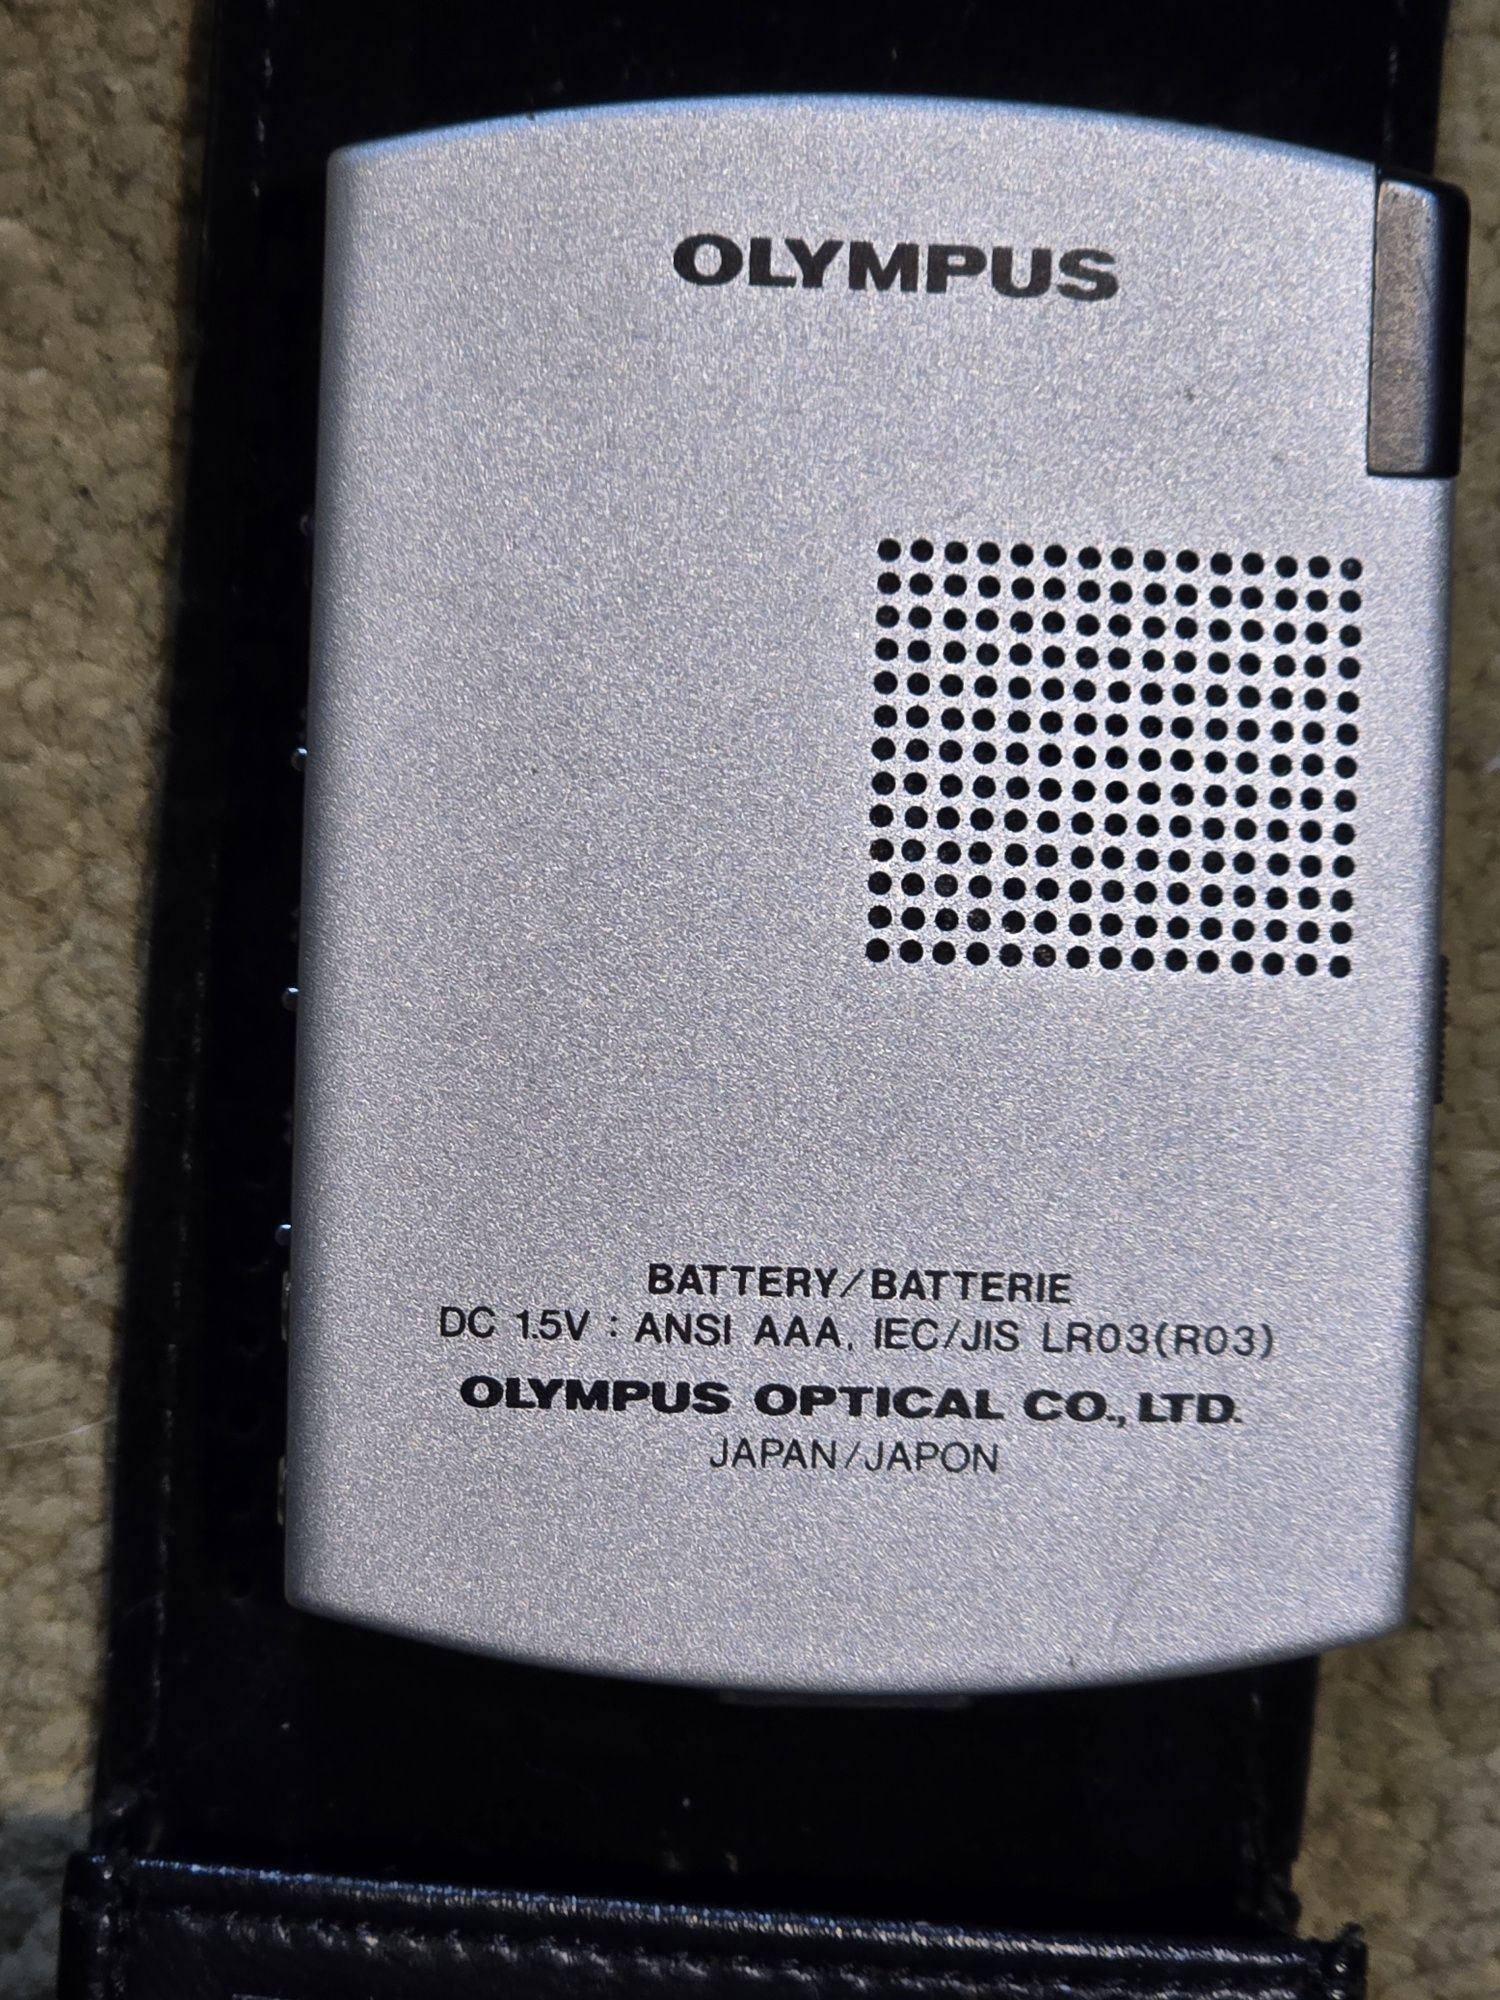 OLYMPUS
BATTERY/BATTERIE
DC 1.5V : ANSI AAA, IEC/JIS LR03(R03)
OLYMPUS OPTICAL CO., LTD.
JAPAN/JAPON